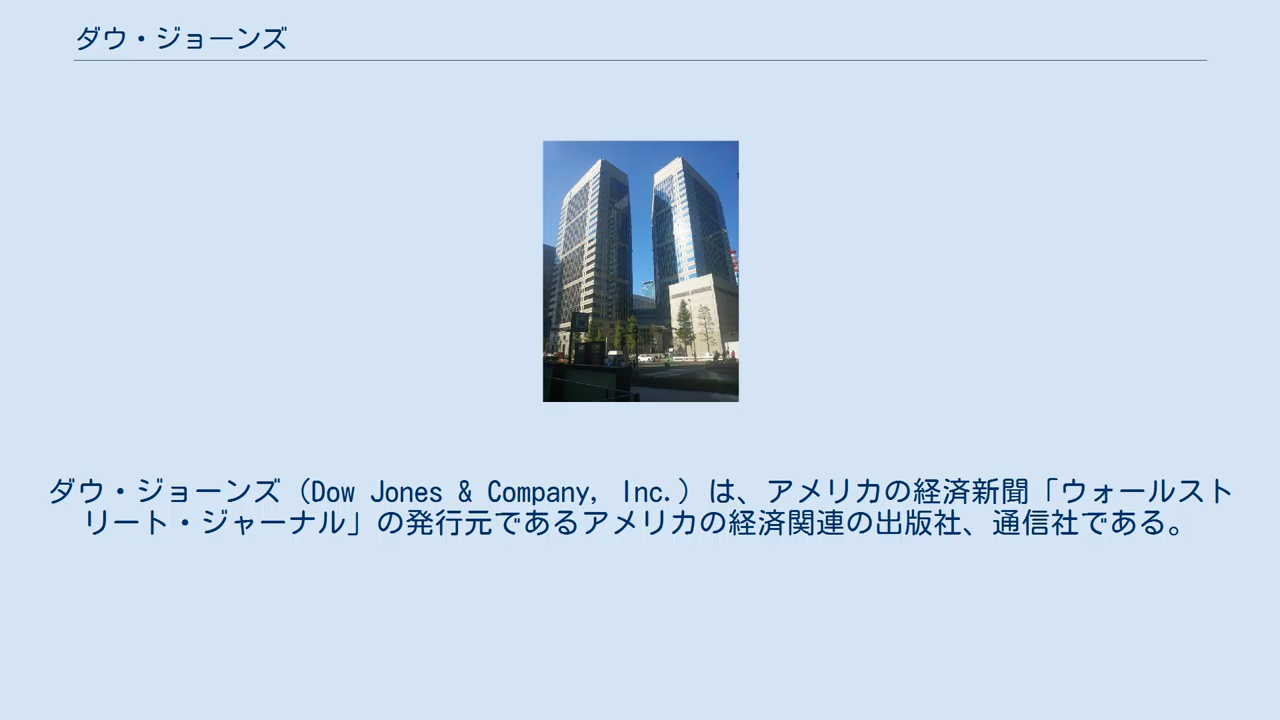 ダウ・ジョーンズ
ダウ・ジョーンズ（Dow Jones & Company, Inc.）は、アメリカの経済新聞「ウォールスト
リート・ジャーナル」の発行元であるアメリカの経済関連の出版社、通信社である。